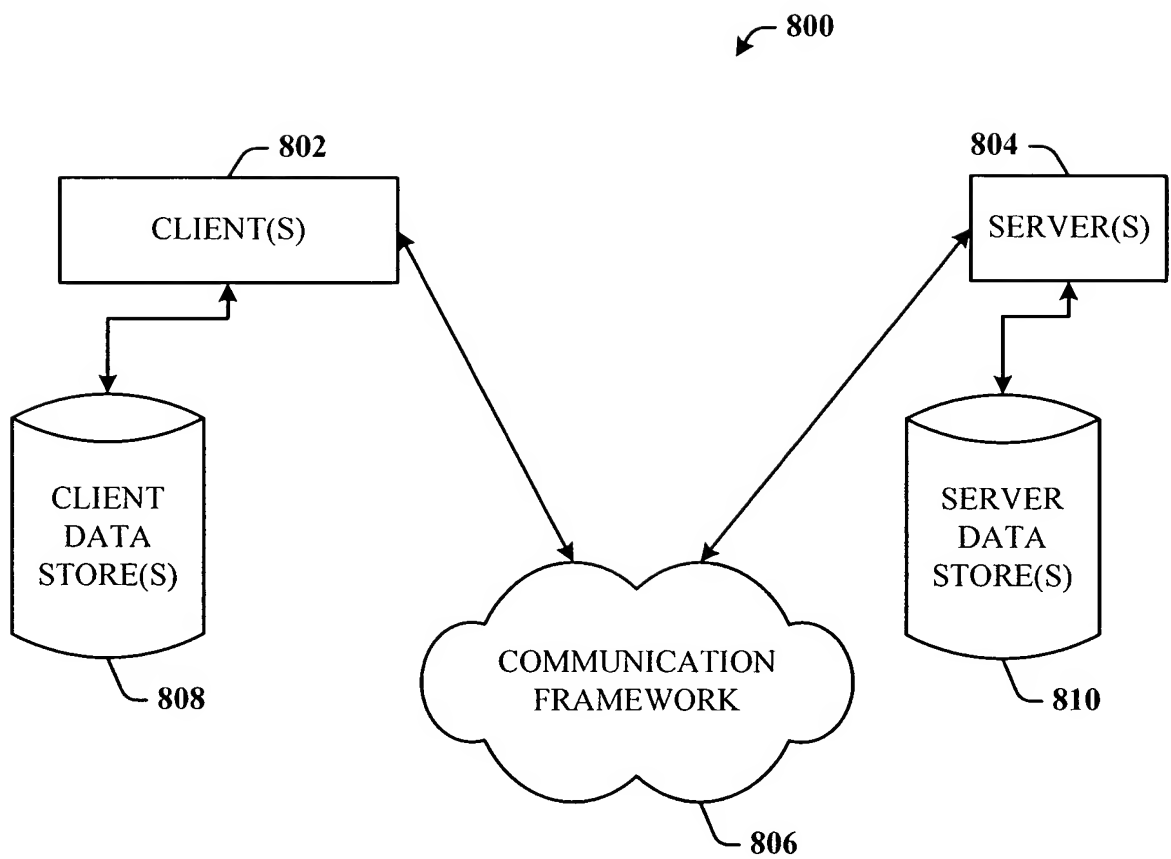 800
802
804
CLIENT(S)
SERVER(S)
CLIENT
DATA
STORE(S)
SERVER
DATA
STORE(S)
COMMUNICATION
FRAMEWORK
808
810
806